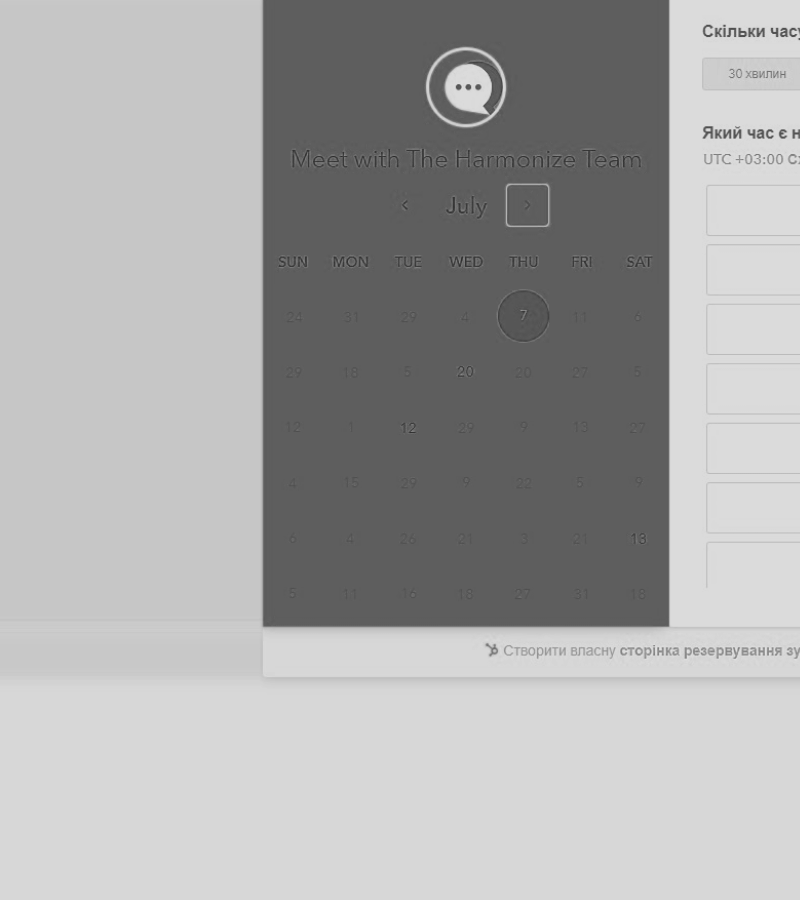 Meet with The Harmonize Team
July
SUN MON TUE WED THU FRI SAT
24 31 29 4 7 11 6
29 18 5 20 20 27 5
12 1 12 29 9 13 27
4 15 29 9 22 5 9
6 4 26 21 3 21 13
5 11 16 18 27 31 18
Скільки часу
30 хвилин
Який час є н
UTC +03:00
Створити власну сторінка резервування зу